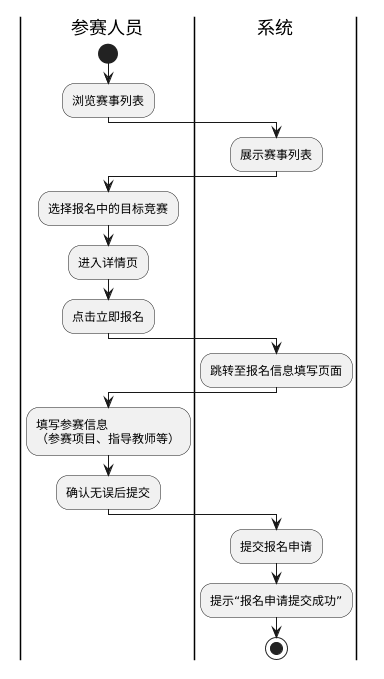 参赛人员
系统
浏览赛事列表
展示赛事列表
选择报名中的目标竞赛
进入详情页
点击立即报名
跳转至报名信息填写页面
填写参赛信息
（参赛项目、指导教师等）
确认无误后提交
提交报名申请
提示“报名申请提交成功”